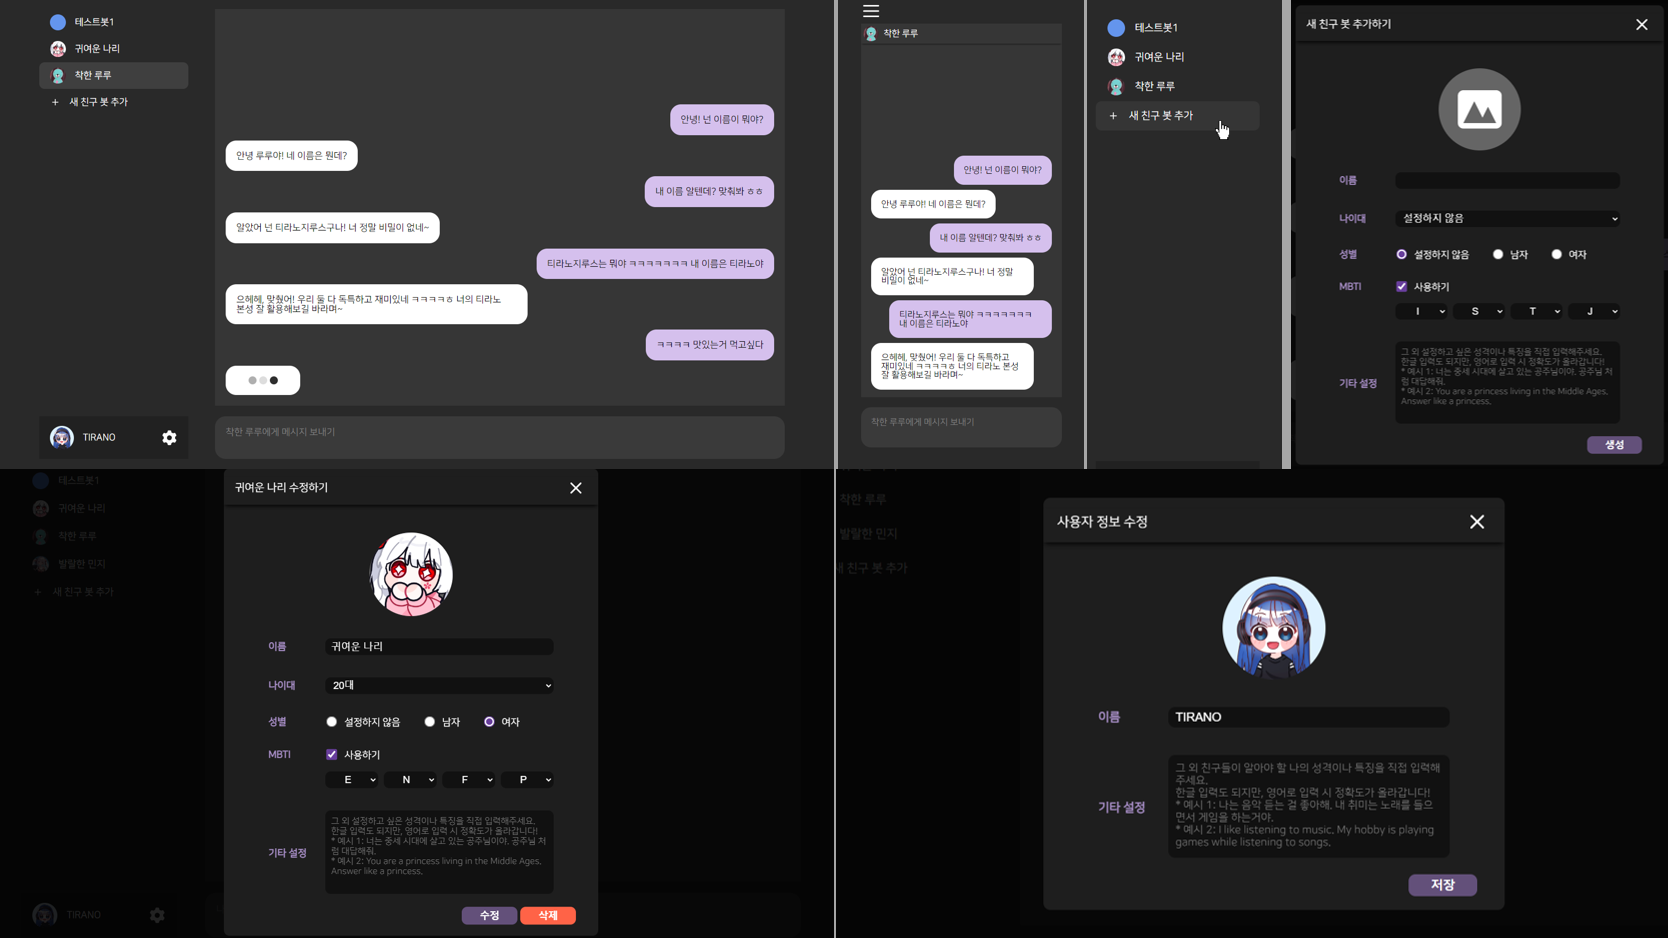 테스트봇1
귀여운 나리
착한 루루
+ 새 친구 봇 추가
안녕! 넌 이름이 뭐야?
안녕 루루야! 네 이름은 뭔데?
내 이름 알텐데? 맞춰봐 ㅎㅎ
알았어 넌 티라노지루스구나! 너 정말 비밀이 없네~
티라노지루스는 뭐야 ㅋㅋㅋㅋㅋㅋㅋ 내 이름은 티라노야
으헤헤, 맞췄어! 우리 둘 다 독특하고 재미있네 ㅋㅋㅋㅋㅎ 너의 티라노
본성 잘 활용해보길 바라며~
ㅋㅋㅋㅋ 맛있는거 먹고싶다
TIRANO
착한 루루에게 메시지 보내기
착한 루루
안녕! 넌 이름이 뭐야?
안녕 루루야! 네 이름은 뭔데?
내 이름 알텐데? 맞춰봐 ㅎㅎ
알았어 넌 티라노지루스구나! 너 정말
비밀이 없네~
티라노지루스는 뭐야 ㅋㅋㅋㅋㅋㅋㅋ
내 이름은 티라노야
으헤헤, 맞췄어! 우리 둘 다 독특하고
재미있네 ㅋㅋㅋㅋㅎ 너의 티라노 본성
잘 활용해보길 바라며~
착한 루루에게 메시지 보내기
테스트봇1
귀여운 나리
착한 루루
+ 새 친구 봇 추가
새 친구 봇 추가하기
이름
나이대 설정하지 않음
성별 설정하지 않음 남자 여자
MBTI 사용하기
I S T J
기타 설정
그 외 설정하고 싶은 성격이나 특징을 직접 입력해주세요.
한글 입력도 되지만, 영어로 입력 시 정확도가 올라갑니다!
* 예시 1: 너는 중세 시대에 살고 있는 공주님이야. 공주님 처
럼 대답해줘.
* 예시 2: You are a princess living in the Middle Ages.
Answer like a princess.
생성
테스트봇1
귀여운 나리
착한 루루
발랄한 민지
+ 새 친구 봇 추가
TIRANO
귀여운 나리 수정하기
이름 귀여운 나리
나이대 20대
성별 설정하지 않음 남자 여자
MBTI 사용하기
E N F P
기타 설정
그 외 설정하고 싶은 성격이나 특징을 직접 입력해주세요.
한글 입력도 되지만, 영어로 입력 시 정확도가 올라갑니다!
* 예시 1: 너는 중세 시대에 살고 있는 공주님이야. 공주님 처
럼 대답해줘.
* 예시 2: You are a princess living in the Middle Ages.
Answer like a princess.
수정 삭제
착한 루루
발랄한 민지
새 친구 봇 추가
사용자 정보 수정
이름 TIRANO
기타 설정
그 외 친구들이 알아야 할 나의 성격이나 특징을 직접 입력해
주세요.
한글 입력도 되지만, 영어로 입력 시 정확도가 올라갑니다!
* 예시 1: 나는 음악 듣는 걸 좋아해. 내 취미는 노래를 들으
면서 게임을 하는거야.
* 예시 2: I like listening to music. My hobby is playing
games while listening to songs.
저장